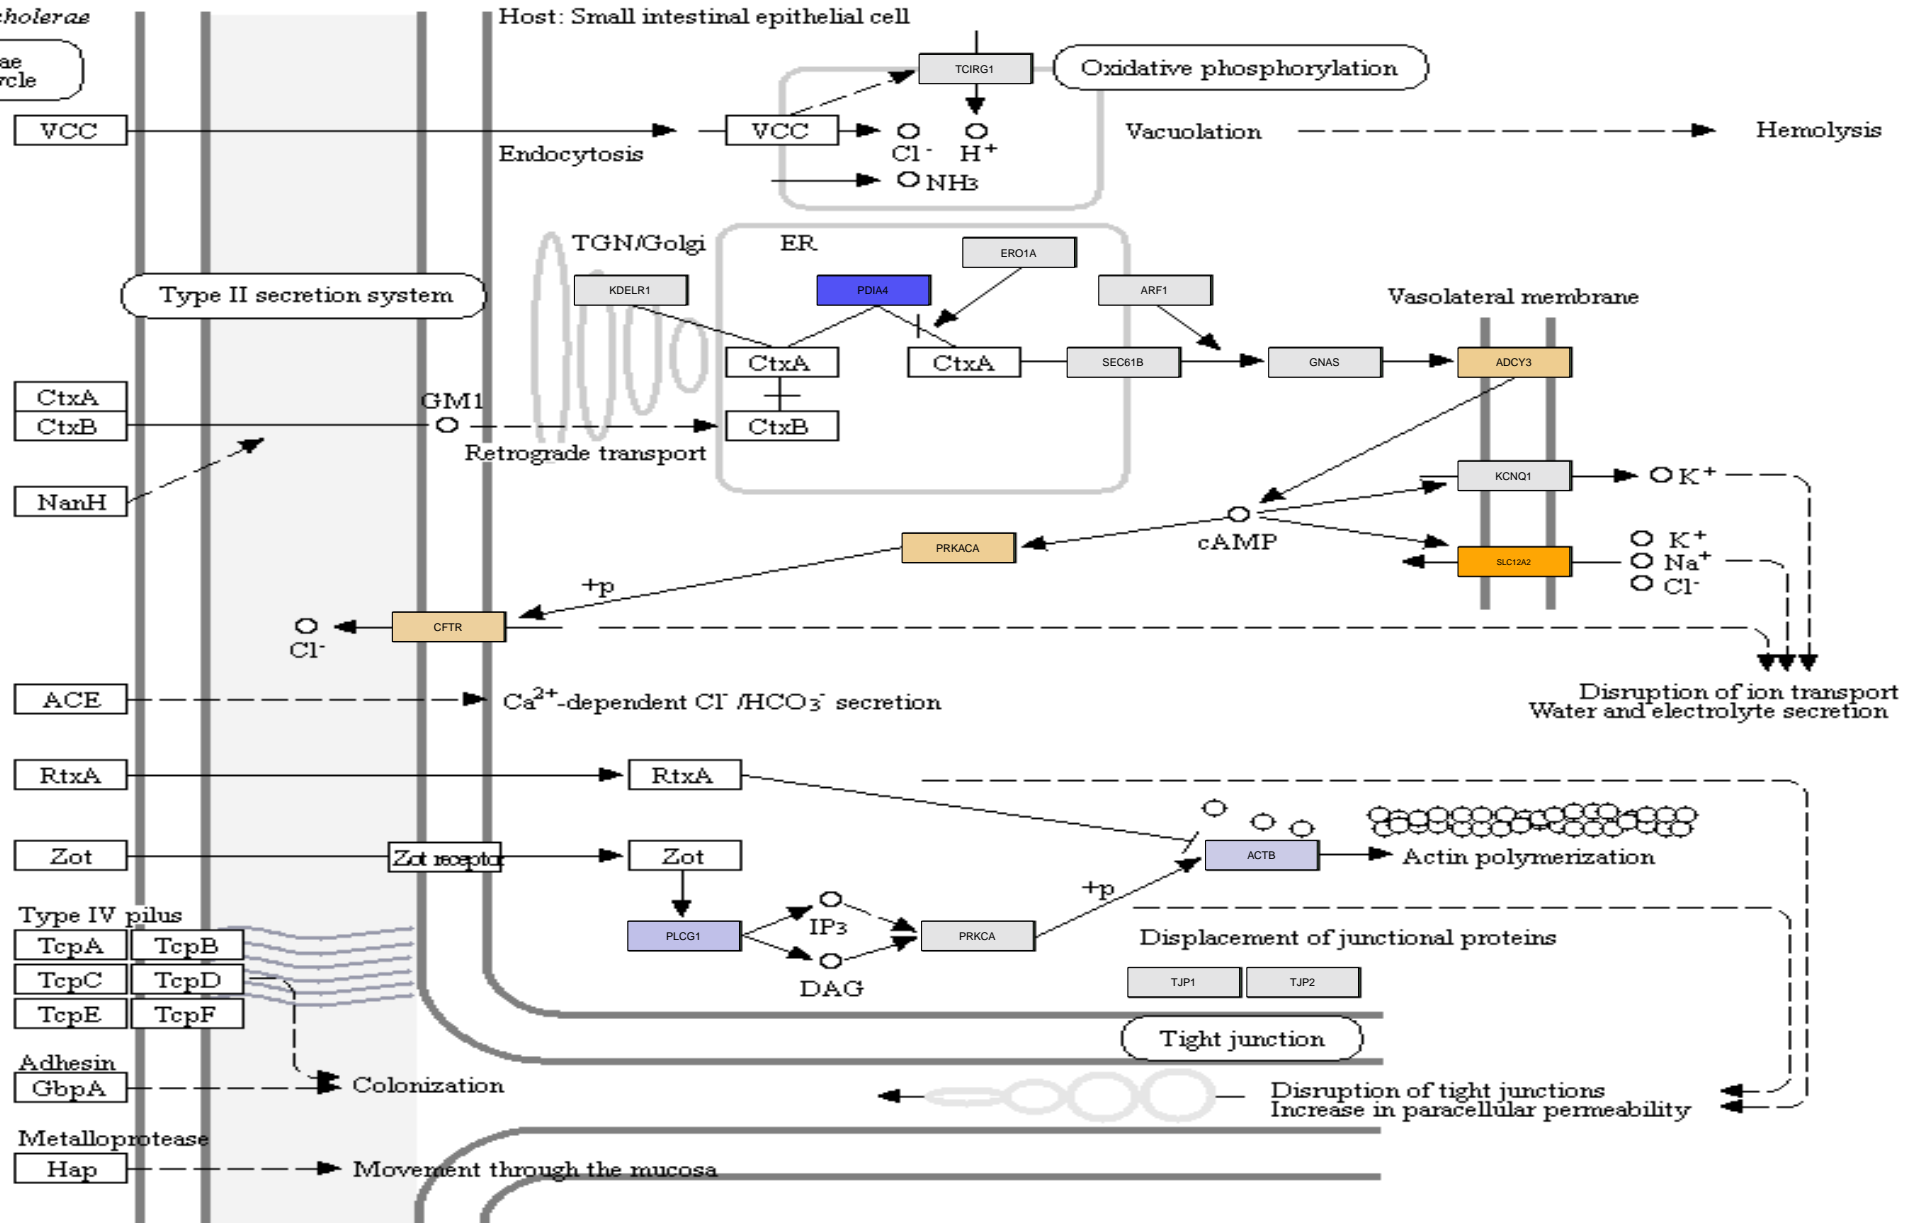 cholerae
Host: Small intestinal epithelial cell
ae
ycle
TCIRG1
Oxidative phosphorylation
VCC
VCC
Cl-
H+
Vacuolation
Hemolysis
Endocytosis
NH3
TGN/Golgi
ER
ERO1A
Type II secretion system
KDELR1
PDIA4
ARF1
Vasolateral membrane
CtxA
CtxA
SEC61B
GNAS
ADCY3
CtxA
CtxB
GM1
CtxB
Retrograde transport
NanH
KCNQ1
K+
cAMP
PRKACA
SLC12A2
K+
Na+
Cl-
+p
CFTR
Cl-
ACE
Ca2+-dependent Cl- /HCO3- secretion
Disruption of ion transport
Water and electrolyte secretion
RtxA
RtxA
Zot
Zot receptor
Zot
ACTB
Actin polymerization
+p
Type IV pilus
TcpA
TcpB
TcpC
TcpD
TcpE
TcpF
PLCG1
IP3
DAG
PRKCA
Displacement of junctional proteins
TJP1
TJP2
Tight junction
Adhesin
GbpA
Colonization
Disruption of tight junctions
Increase in paracellular permeability
Metalloprotease
Hap
Movement through the mucosa